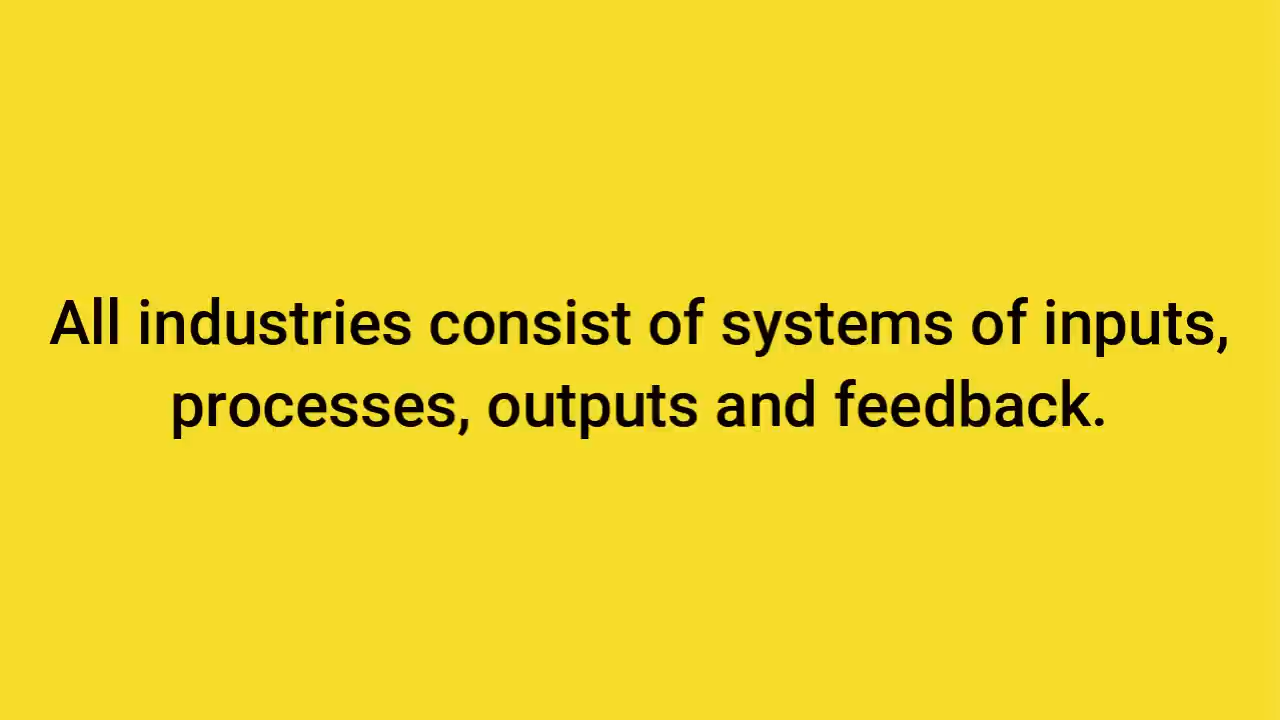 All industries consist of systems of inputs,
processes, outputs and feedback.